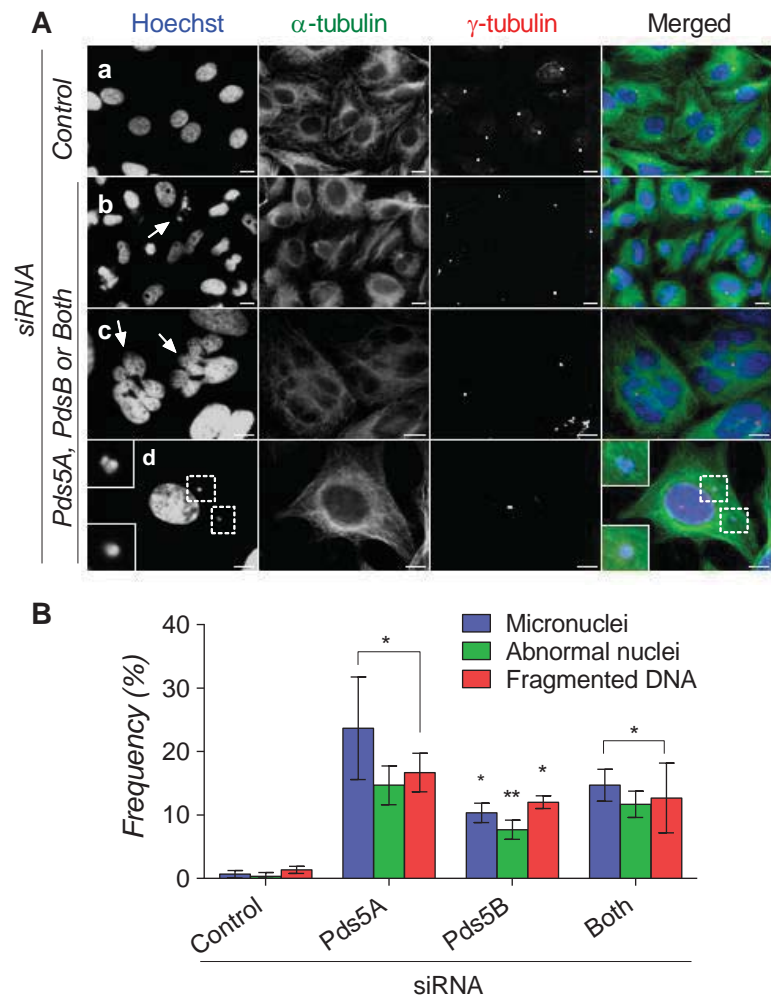 A
Hoechst α-tubulin γ-tubulin Merged
siRNA
Control
Pds5A, PdsB or Both
a
b
c
d
B
Frequency (%)
40
30
20
10
0
Micronuclei
Abnormal nuclei
Fragmented DNA
*
*
**
*
*
Control Pds5A Pds5B Both
siRNA